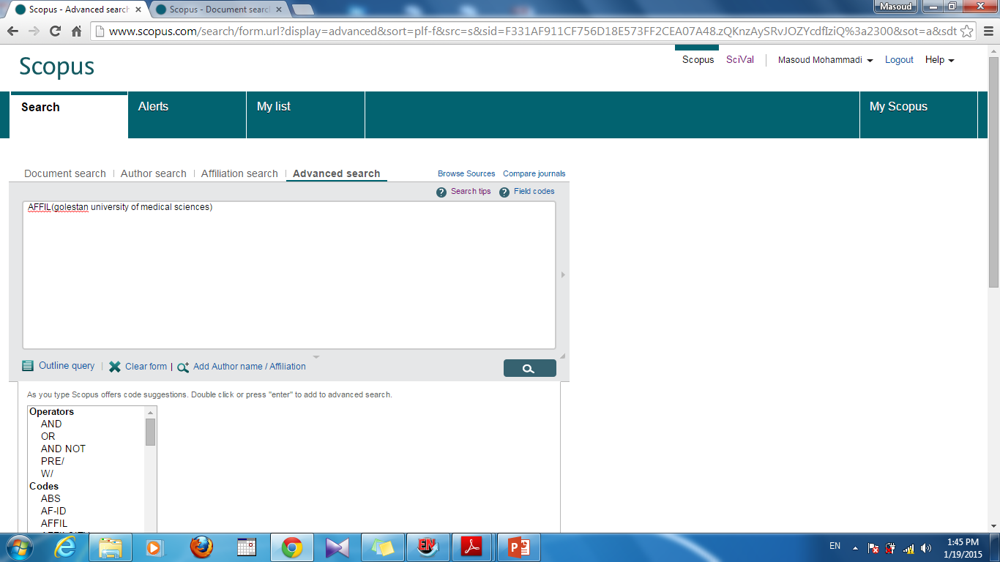 Scopus - Advanced search
Scopus - Document search
Masoud
www.scopus.com/search/form.url?display=advanced&sort=plf-f&src=s&sid=F331AF911CF756D18E573FF2CEA07A48.zQKnzAySRvJOZYcdfIziQ%3a2300&sot=a&sdt
Scopus
Scopus SciVal Masoud Mohammadi Logout Help
Search Alerts My list My Scopus
Document search Author search Affiliation search Advanced search Browse Sources Compare journals
? Search tips ? Field codes
AFFIL(golestan university of medical sciences)
Outline query Clear form | Add Author name / Affiliation
As you type Scopus offers code suggestions. Double click or press "enter" to add to advanced search.
Operators
AND
OR
AND NOT
PRE/
W/
Codes
ABS
AF-ID
AFFIL
EN
1:45 PM
1/19/2015